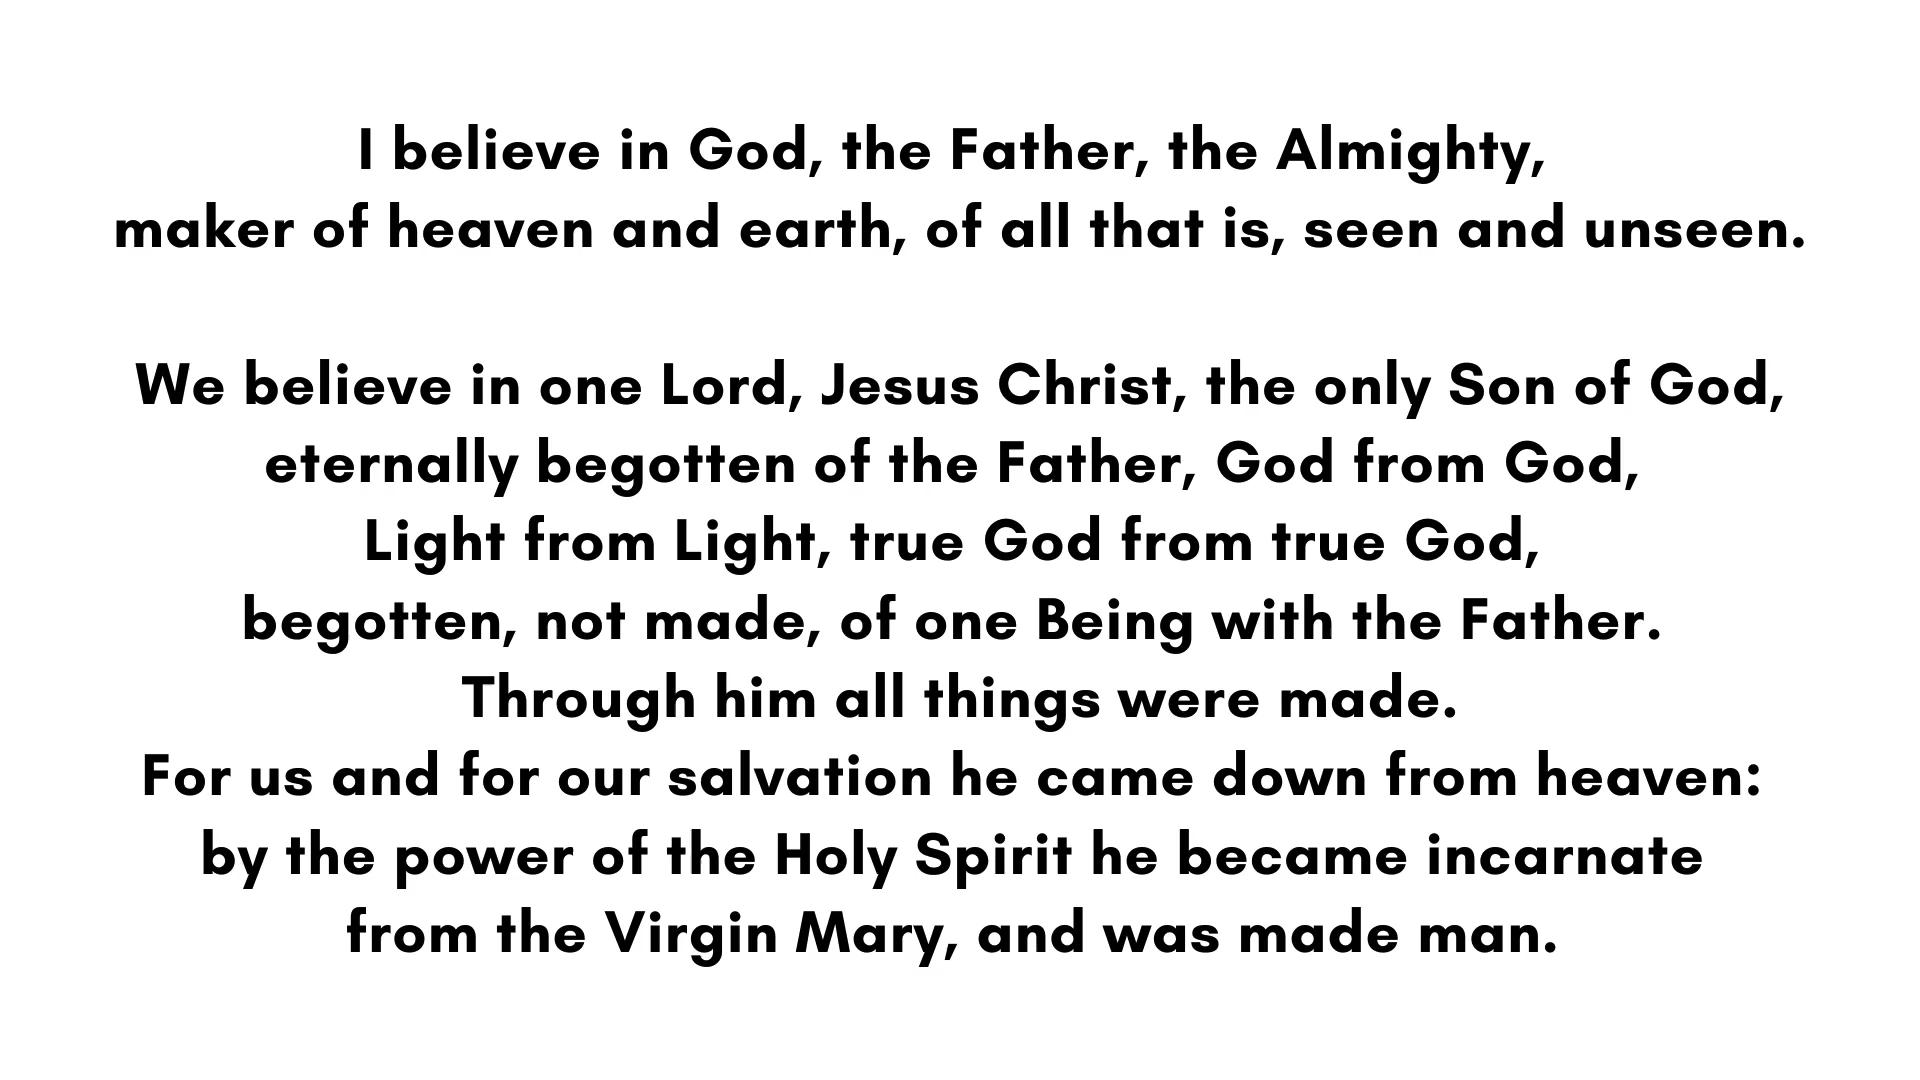 I believe in God, the Father, the Almighty,
maker of heaven and earth, of all that is, seen and unseen.
We believe in one Lord, Jesus Christ, the only Son of God,
eternally begotten of the Father, God from God,
Light from Light, true God from true God,
begotten, not made, of one Being with the Father.
Through him all things were made.
For us and for our salvation he came down from heaven:
by the power of the Holy Spirit he became incarnate
from the Virgin Mary, and was made man.